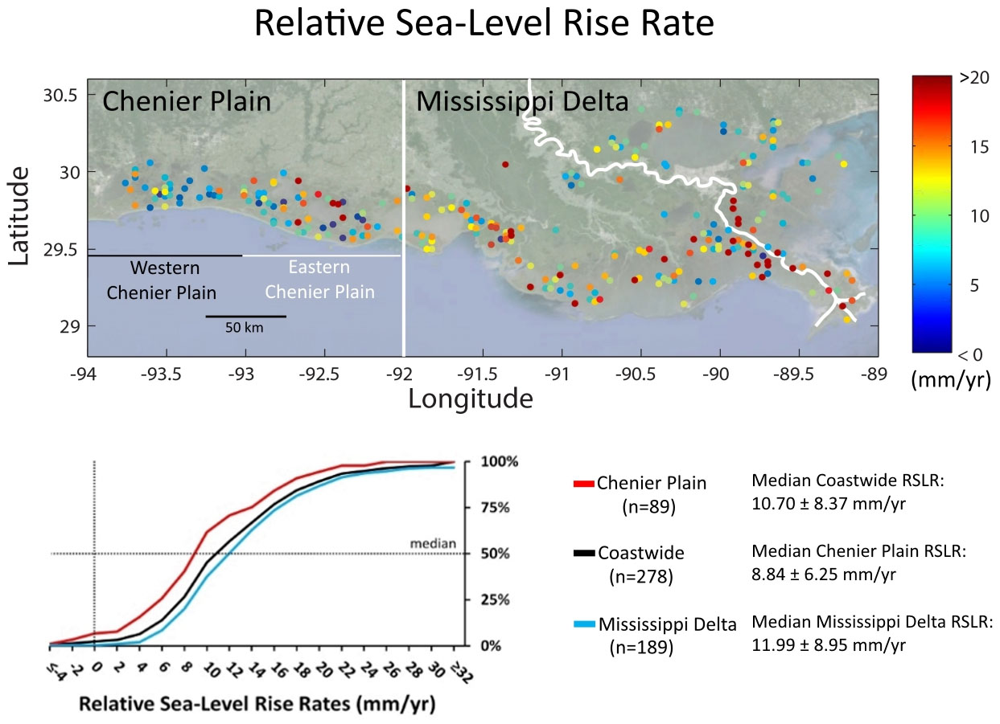 Relative Sea-Level Rise Rate
Chenier Plain
Mississippi Delta
30.5
30
29.5
29
Latitude
Western
Chenier Plain
Eastern
Chenier Plain
50 km
-94 -93.5 -93 -92.5 -92 -91.5 -91 -90.5 -90 -89.5 -89
Longitude
>20
15
10
5
< 0
(mm/yr)
100%
75%
median
50%
25%
0%
≤-4 -2 0 2 4 6 8 10 12 14 16 18 20 22 24 26 28 30 ≥32
Relative Sea-Level Rise Rates (mm/yr)
Chenier Plain
(n=89)
Coastwide
(n=278)
Mississippi Delta
(n=189)
Median Coastwide RSLR:
10.70 ± 8.37 mm/yr
Median Chenier Plain RSLR:
8.84 ± 6.25 mm/yr
Median Mississippi Delta RSLR:
11.99 ± 8.95 mm/yr